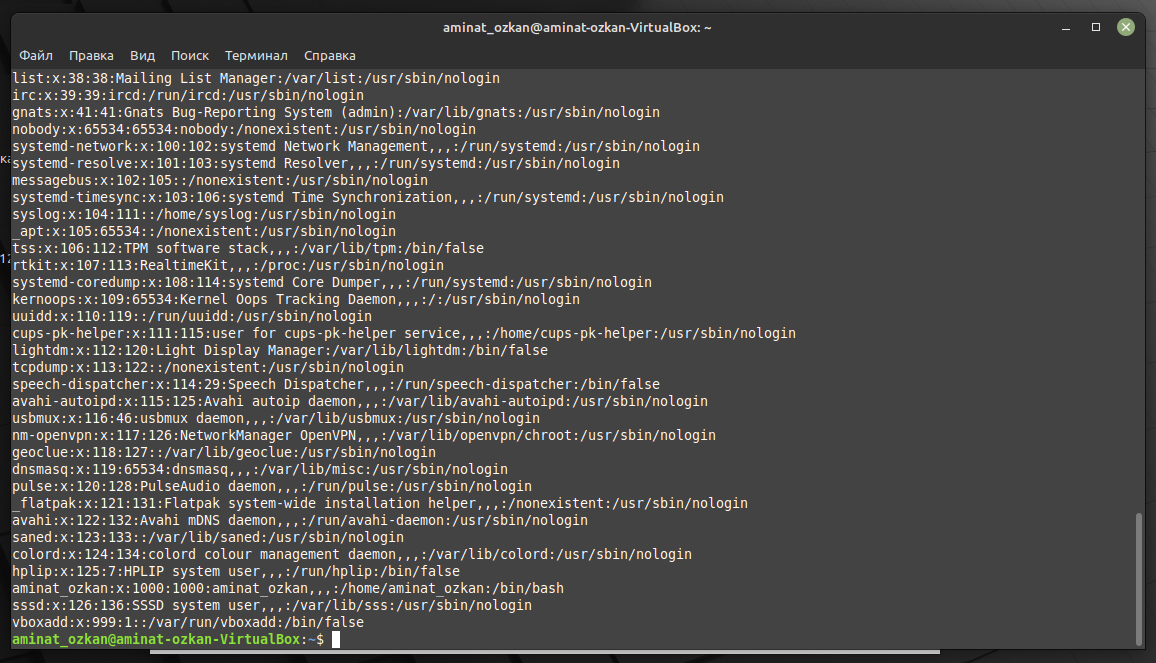 aminat_ozkan@aminat-ozkan-VirtualBox: ~
Файл Правка Вид Поиск Терминал Справка
list:x:38:38:Mailing List Manager:/var/list:/usr/sbin/nologin
irc:x:39:39:ircd:/run/ircd:/usr/sbin/nologin
gnats:x:41:41:Gnats Bug-Reporting System (admin):/var/lib/gnats:/usr/sbin/nologin
nobody:x:65534:65534:nobody:/nonexistent:/usr/sbin/nologin
systemd-network:x:100:102:systemd Network Management,,,:/run/systemd:/usr/sbin/nologin
systemd-resolve:x:101:103:systemd Resolver,,,:/run/systemd:/usr/sbin/nologin
messagebus:x:102:105::/nonexistent:/usr/sbin/nologin
systemd-timesync:x:103:106:systemd Time Synchronization,,,:/run/systemd:/usr/sbin/nologin
syslog:x:104:111::/home/syslog:/usr/sbin/nologin
_apt:x:105:65534::/nonexistent:/usr/sbin/nologin
tss:x:106:112:TPM software stack,,,:/var/lib/tpm:/bin/false
rtkit:x:107:113:RealtimeKit,,,:/proc:/usr/sbin/nologin
systemd-coredump:x:108:114:systemd Core Dumper,,,:/run/systemd:/usr/sbin/nologin
kernoops:x:109:65534:Kernel Oops Tracking Daemon,,,:/:/usr/sbin/nologin
uuidd:x:110:119::/run/uuidd:/usr/sbin/nologin
cups-pk-helper:x:111:115:user for cups-pk-helper service,,,:/home/cups-pk-helper:/usr/sbin/nologin
lightdm:x:112:120:Light Display Manager:/var/lib/lightdm:/bin/false
tcpdump:x:113:122::/nonexistent:/usr/sbin/nologin
speech-dispatcher:x:114:29:Speech Dispatcher,,,:/run/speech-dispatcher:/bin/false
avahi-autoipd:x:115:125:Avahi autoip daemon,,,:/var/lib/avahi-autoipd:/usr/sbin/nologin
usbmux:x:116:46:usbmux daemon,,,:/var/lib/usbmux:/usr/sbin/nologin
nm-openvpn:x:117:126:NetworkManager OpenVPN,,,:/var/lib/openvpn/chroot:/usr/sbin/nologin
geoclue:x:118:127::/var/lib/geoclue:/usr/sbin/nologin
dnsmasq:x:119:65534:dnsmasq,,,:/var/lib/misc:/usr/sbin/nologin
pulse:x:120:128:PulseAudio daemon,,,:/run/pulse:/usr/sbin/nologin
_flatpak:x:121:131:Flatpak system-wide installation helper,,,:/nonexistent:/usr/sbin/nologin
avahi:x:122:132:Avahi mDNS daemon,,,:/run/avahi-daemon:/usr/sbin/nologin
saned:x:123:133::/var/lib/saned:/usr/sbin/nologin
colord:x:124:134:colord colour management daemon,,,:/var/lib/colord:/usr/sbin/nologin
hplip:x:125:7:HPLIP system user,,,:/run/hplip:/bin/false
aminat_ozkan:x:1000:1000:aminat_ozkan,,,:/home/aminat_ozkan:/bin/bash
sssd:x:126:136:SSSD system user,,,:/var/lib/sss:/usr/sbin/nologin
vboxadd:x:999:1::/var/run/vboxadd:/bin/false
aminat_ozkan@aminat-ozkan-VirtualBox:~$